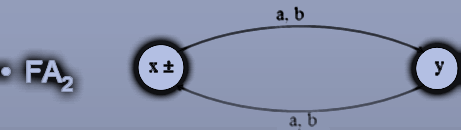 a, b
• FA₂ x ± y
a, b